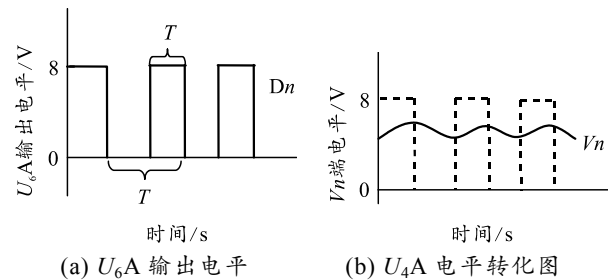 U₆A输出电平/V
8
0
T
Dn
T
时间/s
(a) U₆A 输出电平
Vn端电平/V
8
0
Vn
时间/s
(b) U₄A 电平转化图